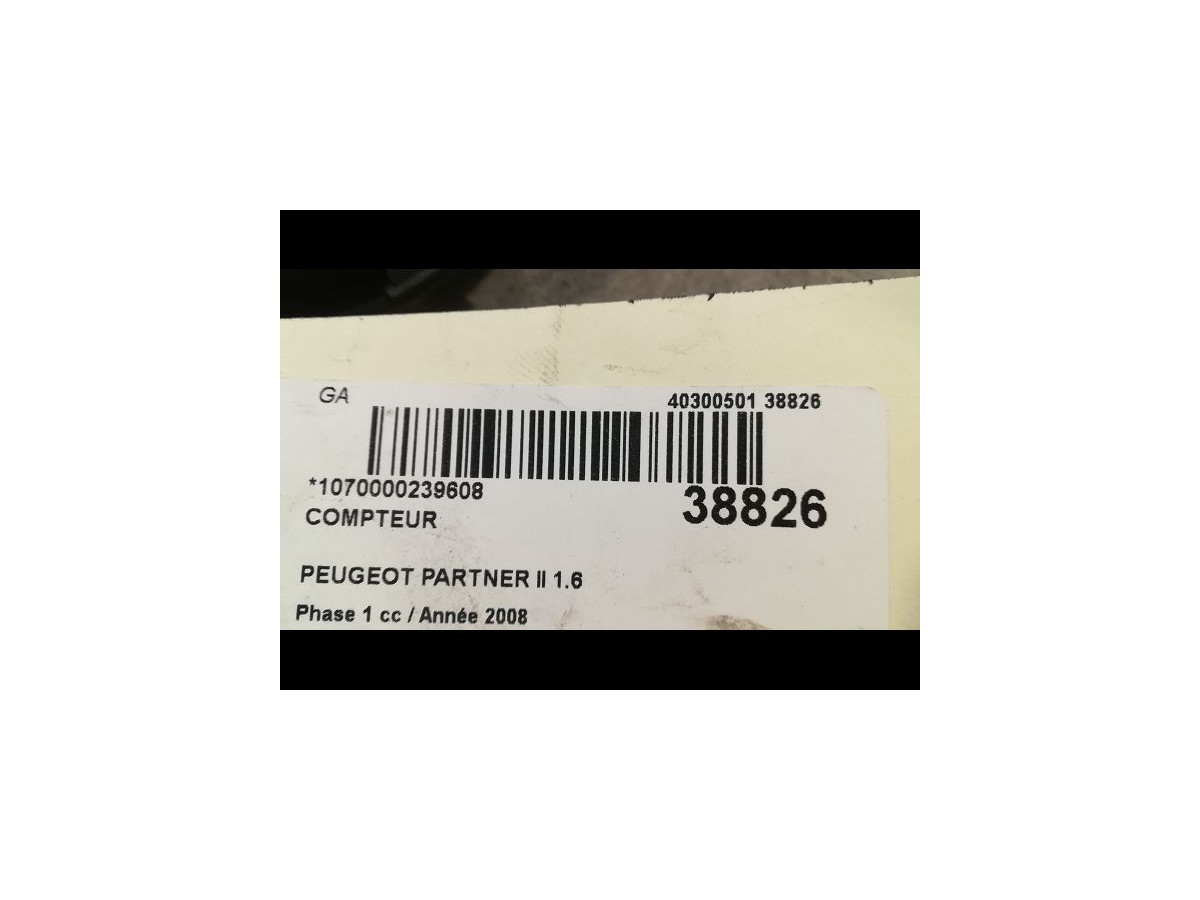 GA 40300501 38826
*1070000239608 38826
COMPTEUR
PEUGEOT PARTNER II 1.6
Phase 1 cc / Année 2008